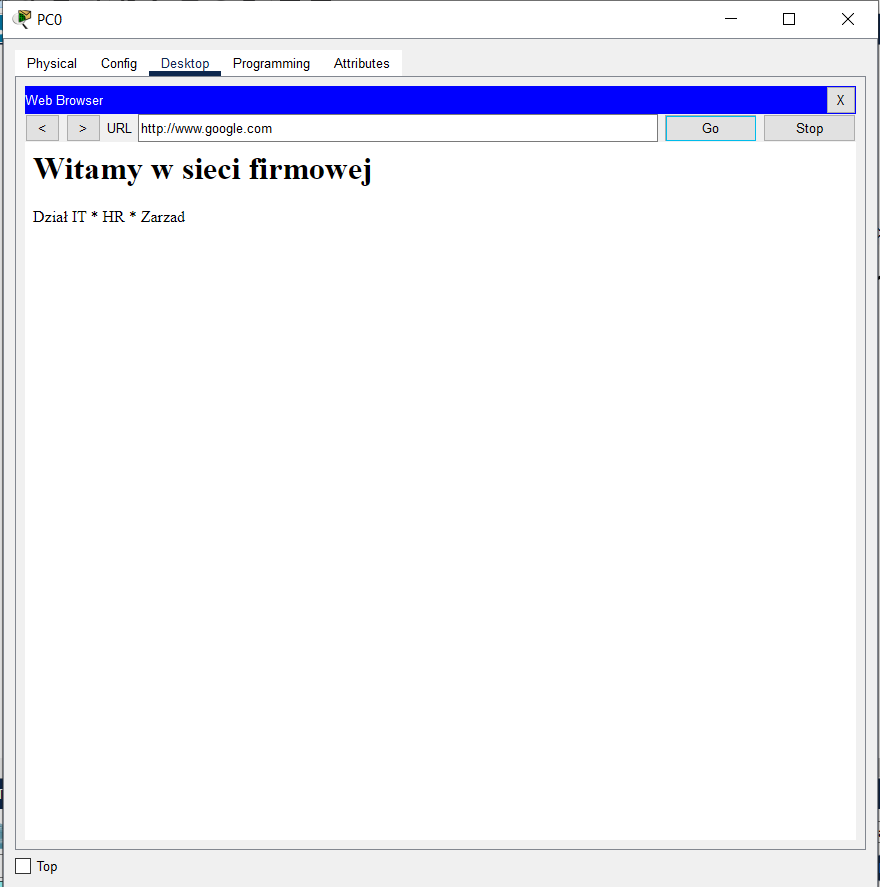 PC0
Physical Config Desktop Programming Attributes
Web Browser X
< > URL http://www.google.com Go Stop
Witamy w sieci firmowej
Dział IT * HR * Zarzad
Top